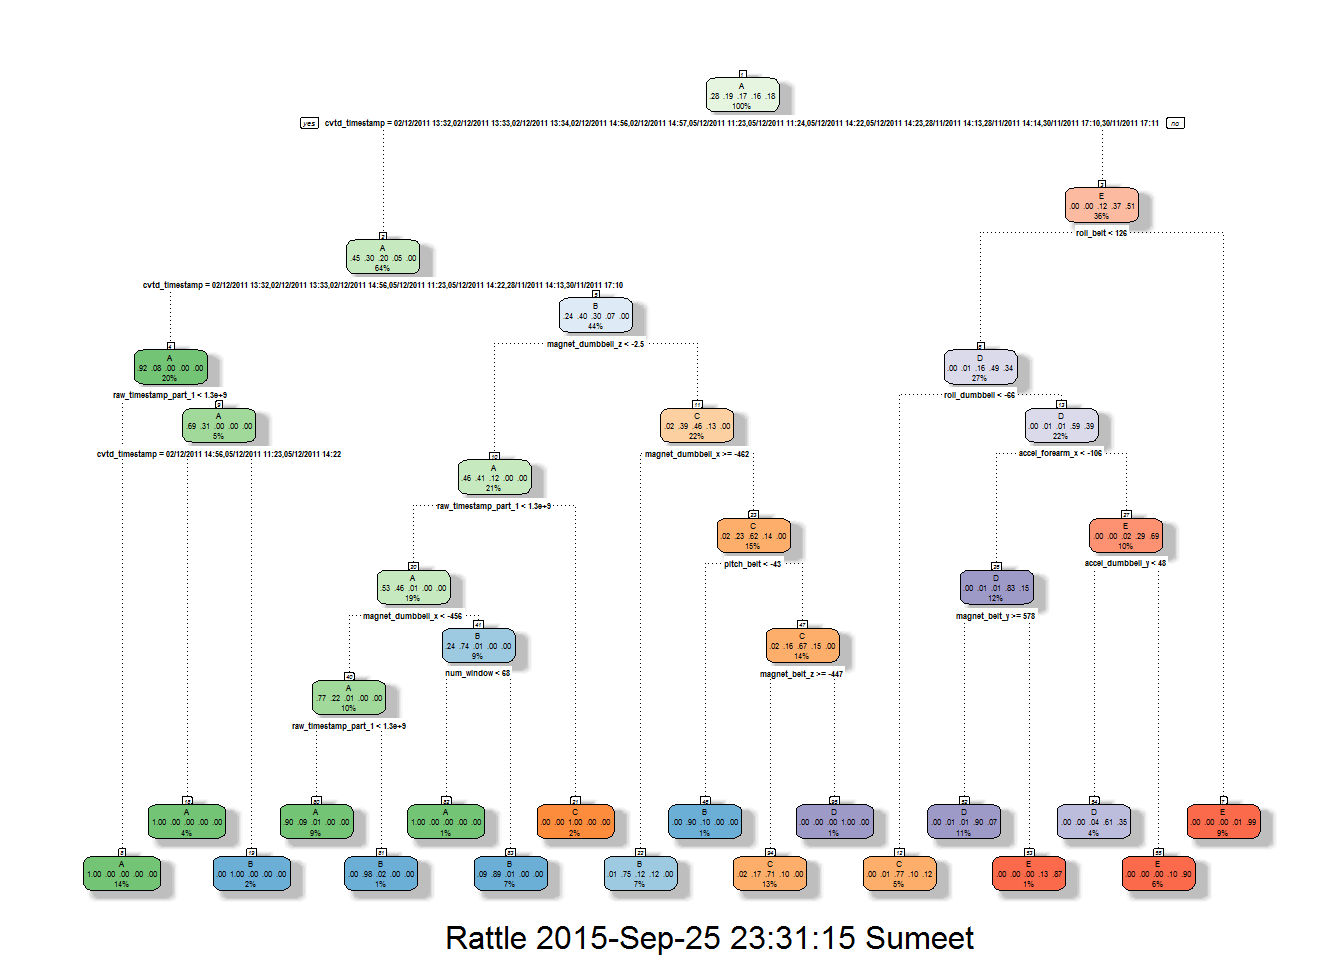 1
A
.28 .19 .17 .16 .18
100%
yes cvtd_timestamp = 02/12/2011 13:32,02/12/2011 13:33,02/12/2011 13:34,02/12/2011 14:56,02/12/2011 14:57,05/12/2011 11:23,05/12/2011 11:24,05/12/2011 14:22,05/12/2011 14:23,28/11/2011 14:13,28/11/2011 14:14,30/11/2011 17:10,30/11/2011 17:11 no
3
E
.00 .00 .12 .37 .51
36%
roll_belt < 126
2
A
.45 .30 .20 .05 .00
64%
cvtd_timestamp = 02/12/2011 13:32,02/12/2011 13:33,02/12/2011 14:56,05/12/2011 11:23,05/12/2011 14:22,28/11/2011 14:13,30/11/2011 17:10
5
B
.24 .40 .30 .07 .00
44%
magnet_dumbbell_z < -2.5
4
A
.92 .08 .00 .00 .00
20%
raw_timestamp_part_1 < 1.3e+9
6
D
.00 .01 .16 .49 .34
27%
roll_dumbbell < -66
9
A
.69 .31 .00 .00 .00
5%
cvtd_timestamp = 02/12/2011 14:56,05/12/2011 11:23,05/12/2011 14:22
11
C
.02 .39 .46 .13 .00
22%
magnet_dumbbell_x >= -462
13
D
.00 .01 .01 .59 .39
22%
accel_forearm_x < -106
10
A
.46 .41 .12 .00 .00
21%
raw_timestamp_part_1 < 1.3e+9
23
C
.02 .23 .62 .14 .00
15%
pitch_belt < -43
27
E
.00 .00 .02 .29 .69
10%
accel_dumbbell_y < 48
20
A
.53 .46 .01 .00 .00
19%
magnet_dumbbell_x < -456
26
D
.00 .01 .01 .83 .15
12%
magnet_belt_y >= 578
41
B
.24 .74 .01 .00 .00
9%
num_window < 68
47
C
.02 .16 .67 .15 .00
14%
magnet_belt_z >= -447
40
A
.77 .22 .01 .00 .00
10%
raw_timestamp_part_1 < 1.3e+9
18
A
1.00 .00 .00 .00 .00
4%
80
A
.90 .09 .01 .00 .00
9%
82
A
1.00 .00 .00 .00 .00
1%
21
C
.00 .00 1.00 .00 .00
2%
46
B
.00 .90 .10 .00 .00
1%
95
D
.00 .00 .00 1.00 .00
1%
52
D
.00 .01 .01 .90 .07
11%
54
D
.00 .00 .04 .61 .35
4%
7
E
.00 .00 .00 .01 .99
9%
8
A
1.00 .00 .00 .00 .00
14%
19
B
.00 1.00 .00 .00 .00
2%
81
B
.00 .98 .02 .00 .00
1%
83
B
.09 .89 .01 .00 .00
7%
22
B
.01 .75 .12 .12 .00
7%
94
C
.02 .17 .71 .10 .00
13%
12
C
.00 .01 .77 .10 .12
5%
53
E
.00 .00 .00 .13 .87
1%
55
E
.00 .00 .00 .10 .90
6%
Rattle 2015-Sep-25 23:31:15 Sumeet